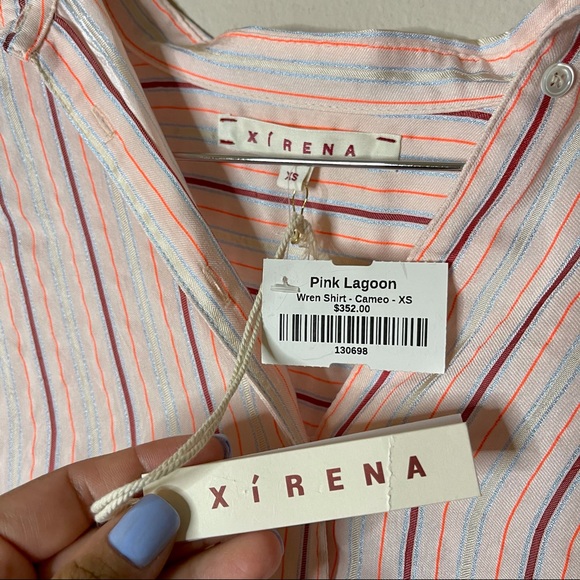 XíRENA
XS
Pink Lagoon
Wren Shirt - Cameo - XS
$352.00
130698
XíRENA